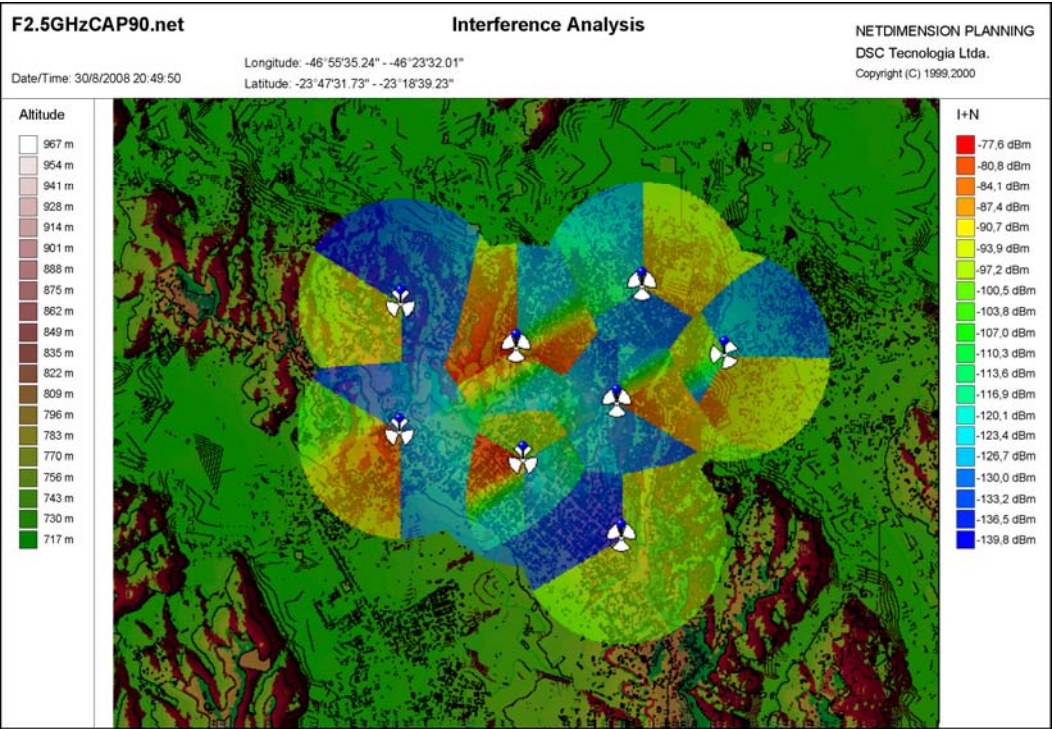 F2.5GHzCAP90.net
Interference Analysis
NETDIMENSION PLANNING
DSC Tecnologia Ltda.
Copyright (C) 1999,2000
Date/Time: 30/8/2008 20:49:50
Longitude: -46°55'35.24" - -46°23'32.01"
Latitude: -23°47'31.73" - -23°18'39.23"
Altitude
967 m
954 m
941 m
928 m
914 m
901 m
888 m
875 m
862 m
849 m
835 m
822 m
809 m
796 m
783 m
770 m
756 m
743 m
730 m
717 m
I+N
-77,6 dBm
-80,8 dBm
-84,1 dBm
-87,4 dBm
-90,7 dBm
-93,9 dBm
-97,2 dBm
-100,5 dBm
-103,8 dBm
-107,0 dBm
-110,3 dBm
-113,6 dBm
-116,9 dBm
-120,1 dBm
-123,4 dBm
-126,7 dBm
-130,0 dBm
-133,2 dBm
-136,5 dBm
-139,8 dBm